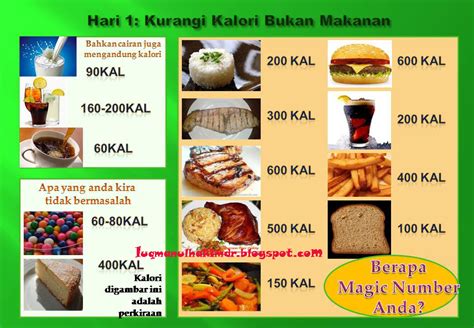 Hari 1: Kurangi Kalori Bukan Makanan
Bahkan cairan juga
mengandung kalori
90KAL
160-200KAL
60KAL
Apa yang anda kira
tidak bermasalah
60-80KAL
400KAL
Kalori
digambar ini
adalah
perkiraan
200 KAL
300 KAL
600 KAL
500 KAL
150 KAL
600 KAL
200 KAL
400 KAL
100 KAL
luqmanulhakimdr.blogspot.com
Berapa
Magic Number
Anda?